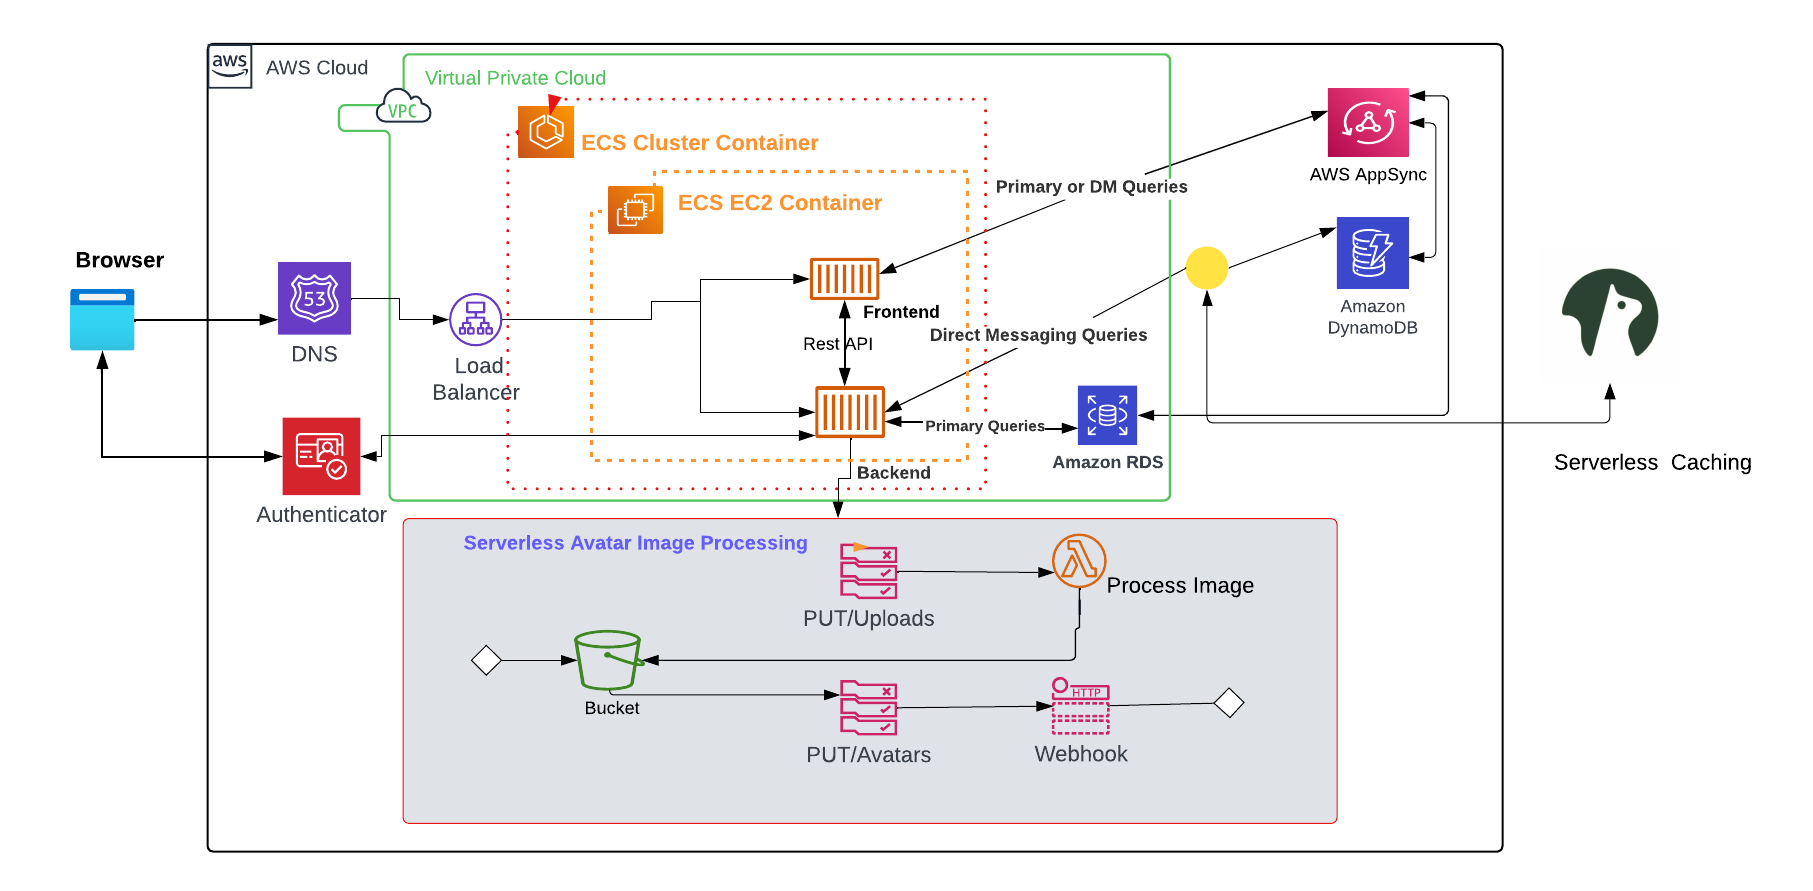 aws
AWS Cloud
Virtual Private Cloud
VPC
ECS Cluster Container
ECS EC2 Container
Primary or DM Queries
AWS AppSync
Browser
53
DNS
Load
Balancer
Frontend
Rest API
Direct Messaging Queries
Amazon
DynamoDB
Primary Queries
Amazon RDS
Serverless Caching
Backend
Authenticator
Serverless Avatar Image Processing
Process Image
PUT/Uploads
Bucket
HTTP
PUT/Avatars
Webhook